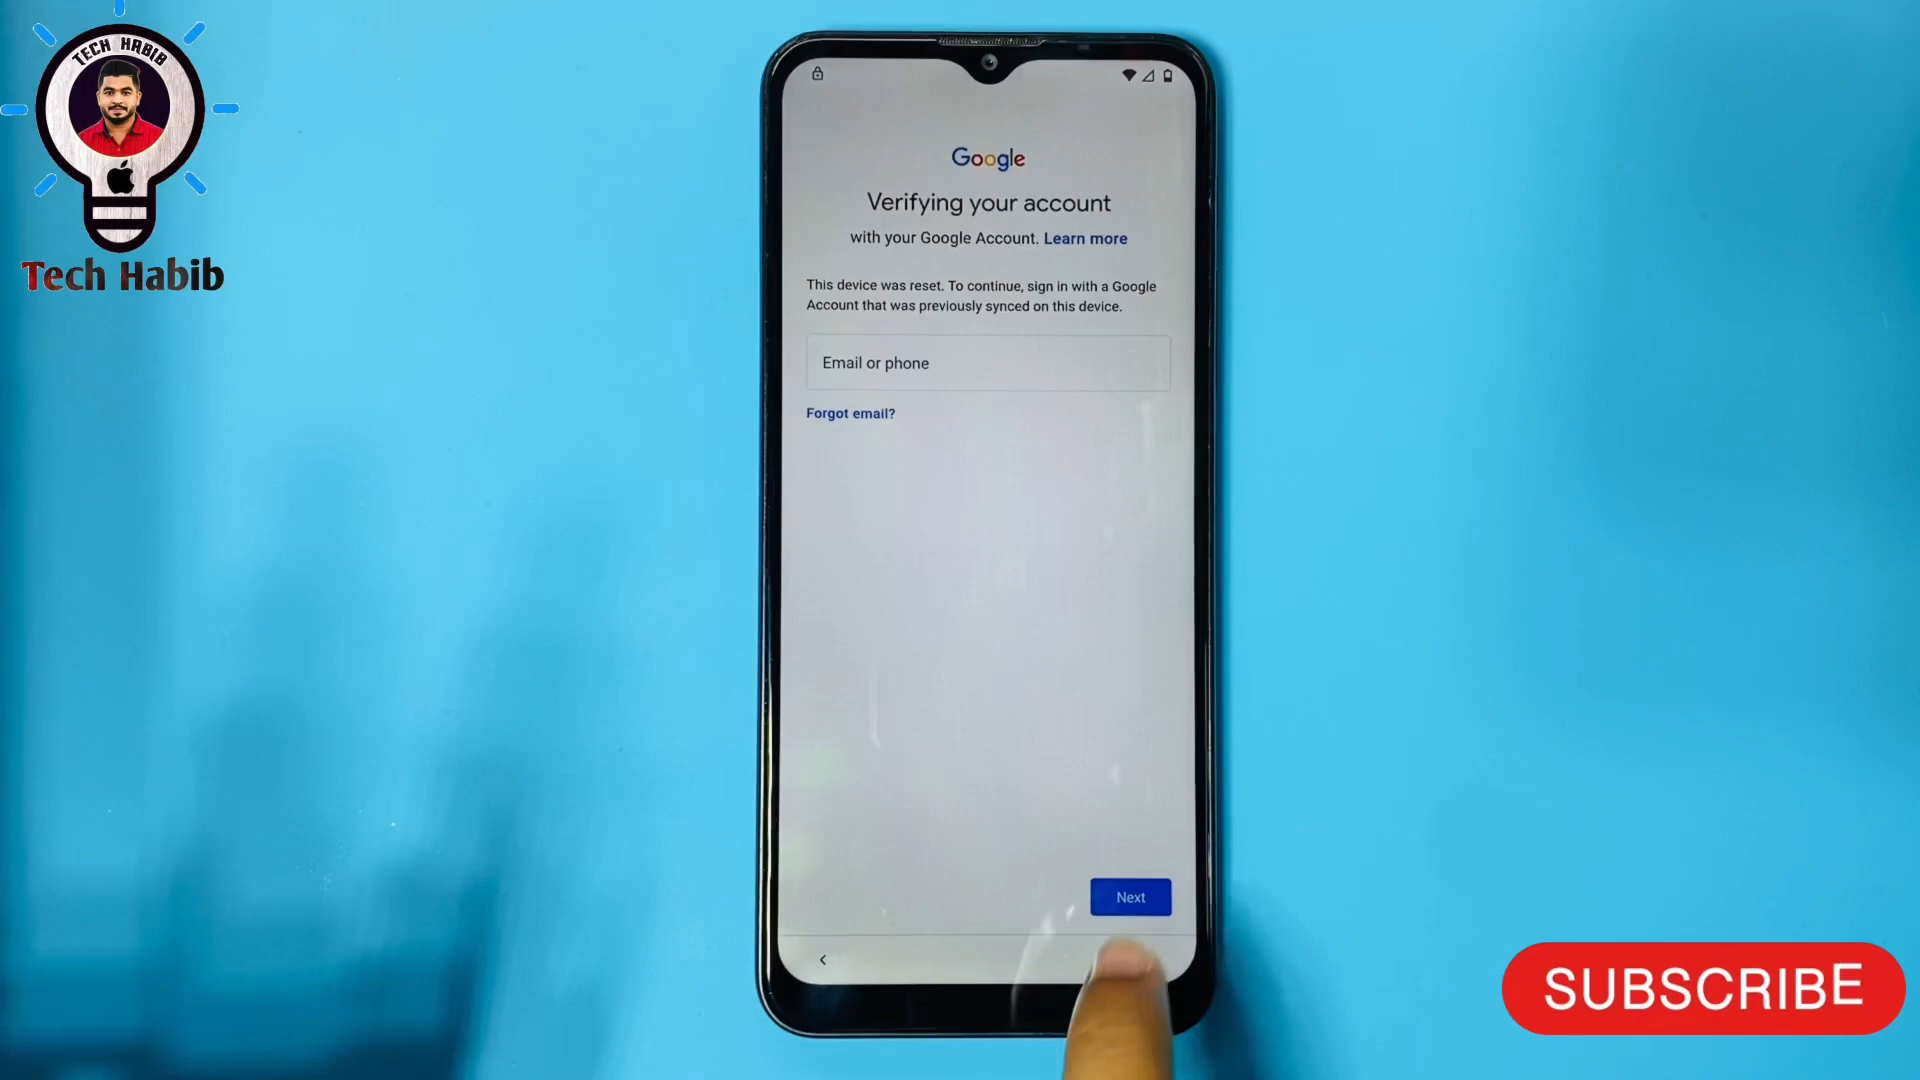 TECH HABIB
Tech Habib
Google
Verifying your account
with your Google Account. Learn more
This device was reset. To continue, sign in with a Google
Account that was previously synced on this device.
Email or phone
Forgot email?
Next
SUBSCRIBE